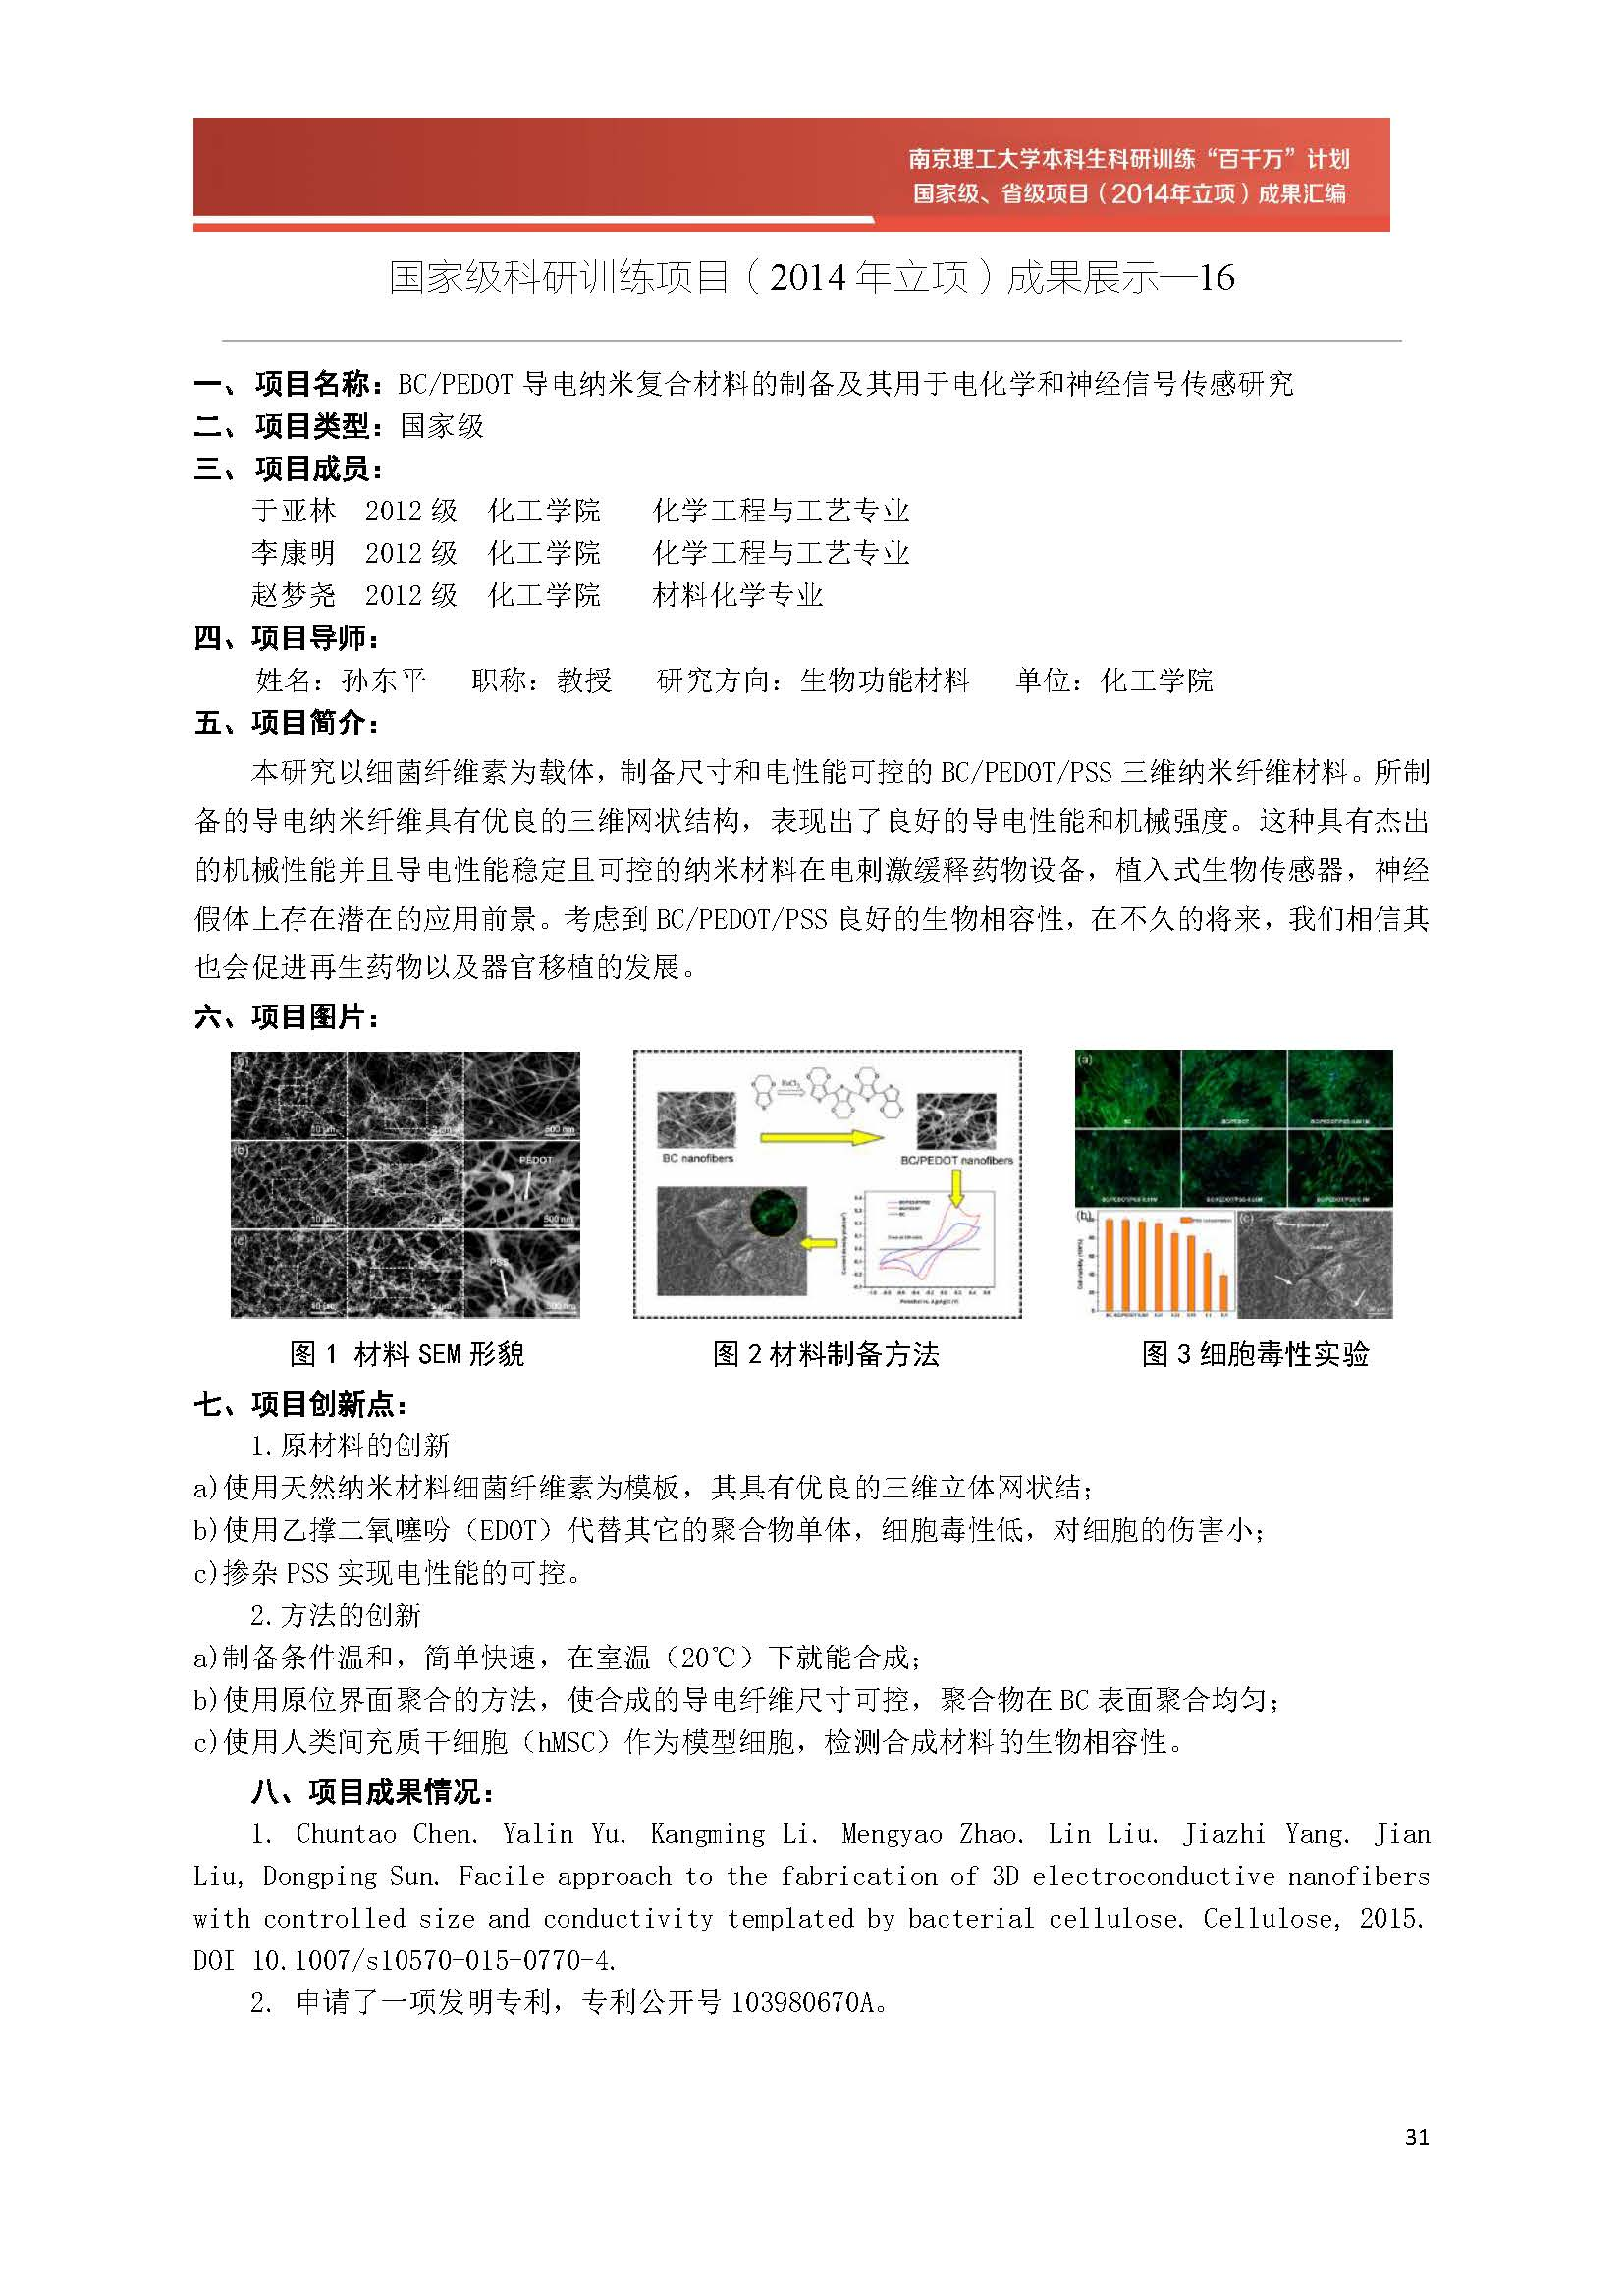 南京理工大学本科生科研训练“百千万”计划
国家级、省级项目（2014年立项）成果汇编
国家级科研训练项目（2014 年立项）成果展示—16
一、 项目名称：BC/PEDOT 导电纳米复合材料的制备及其用于电化学和神经信号传感研究
二、 项目类型：国家级
三、 项目成员：
于亚林 2012 级 化工学院 化学工程与工艺专业
李康明 2012 级 化工学院 化学工程与工艺专业
赵梦尧 2012 级 化工学院 材料化学专业
四、项目导师：
姓名：孙东平 职称：教授 研究方向：生物功能材料 单位：化工学院
五、项目简介：
本研究以细菌纤维素为载体，制备尺寸和电性能可控的 BC/PEDOT/PSS 三维纳米纤维材料。所制
备的导电纳米纤维具有优良的三维网状结构，表现出了良好的导电性能和机械强度。这种具有杰出
的机械性能并且导电性能稳定且可控的纳米材料在电刺激缓释药物设备，植入式生物传感器，神经
假体上存在潜在的应用前景。考虑到 BC/PEDOT/PSS 良好的生物相容性，在不久的将来，我们相信其
也会促进再生药物以及器官移植的发展。
六、项目图片：
(a)
10 μm
2 μm
500 nm
(b)
PEDOT
10 μm
2 μm
500 nm
PSS
500 nm
FeCl3
BC nanofibers
BC/PEDOT nanofibers
(a)
BC
BC/PEDOT
(b)
(c)
图 1 材料 SEM 形貌
图 2 材料制备方法
图 3 细胞毒性实验
七、项目创新点：
1.原材料的创新
a)使用天然纳米材料细菌纤维素为模板，其具有优良的三维立体网状结；
b)使用乙撑二氧噻吩（EDOT）代替其它的聚合物单体，细胞毒性低，对细胞的伤害小；
c)掺杂 PSS 实现电性能的可控。
2.方法的创新
a)制备条件温和，简单快速，在室温（20℃）下就能合成；
b)使用原位界面聚合的方法，使合成的导电纤维尺寸可控，聚合物在 BC 表面聚合均匀；
c)使用人类间充质干细胞（hMSC）作为模型细胞，检测合成材料的生物相容性。
八、项目成果情况：
1. Chuntao Chen. Yalin Yu. Kangming Li. Mengyao Zhao. Lin Liu. Jiazhi Yang. Jian
Liu, Dongping Sun. Facile approach to the fabrication of 3D electroconductive nanofibers
with controlled size and conductivity templated by bacterial cellulose. Cellulose, 2015.
DOI 10.1007/s10570-015-0770-4.
2. 申请了一项发明专利，专利公开号 103980670A。
31